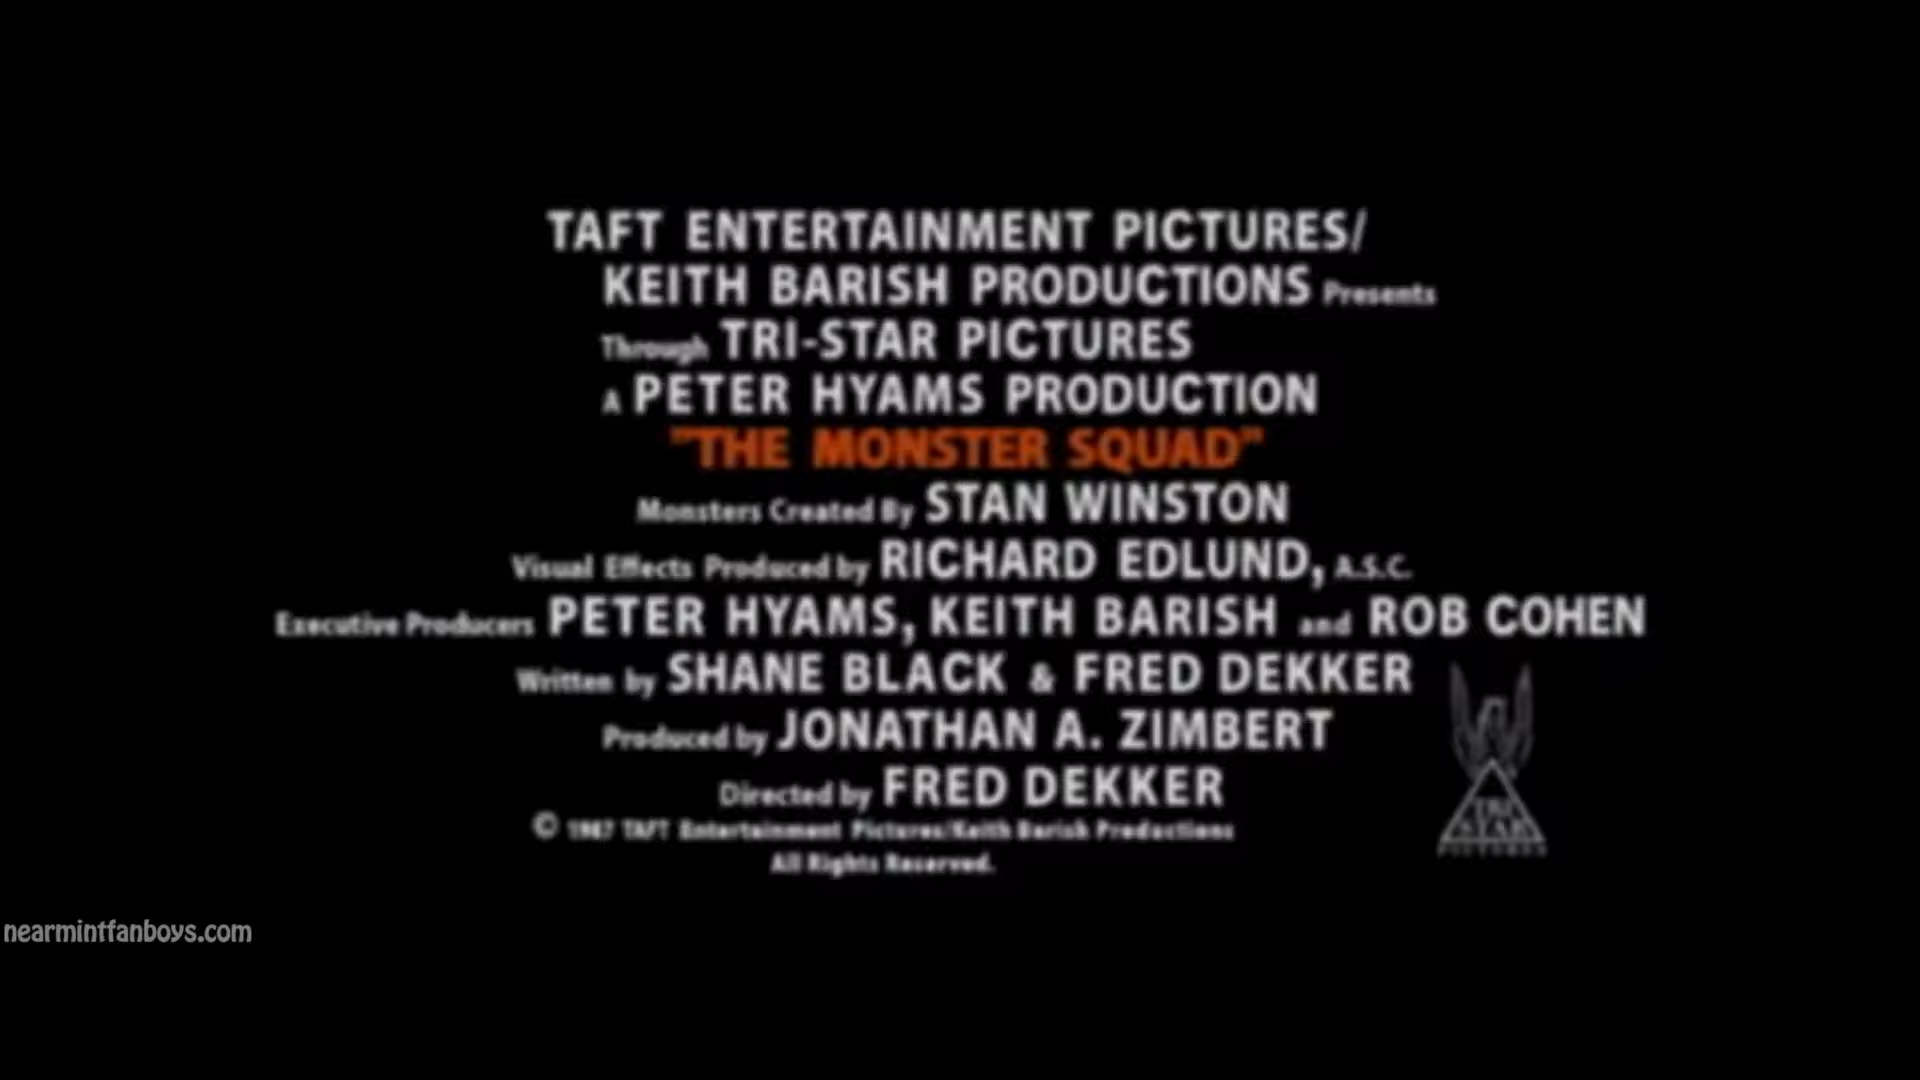 TAFT ENTERTAINMENT PICTURES/
KEITH BARISH PRODUCTIONS Presents
Through TRI-STAR PICTURES
A PETER HYAMS PRODUCTION
"THE MONSTER SQUAD"
Monsters Created By STAN WINSTON
Visual Effects Produced by RICHARD EDLUND, A.S.C.
Executive Producers PETER HYAMS, KEITH BARISH and ROB COHEN
Written by SHANE BLACK & FRED DEKKER
Produced by JONATHAN A. ZIMBERT
Directed by FRED DEKKER
© 1987 TAFT Entertainment Pictures/Keith Barish Productions
All Rights Reserved.
TRI
STAR
PICTURES
nearmintfanboys.com